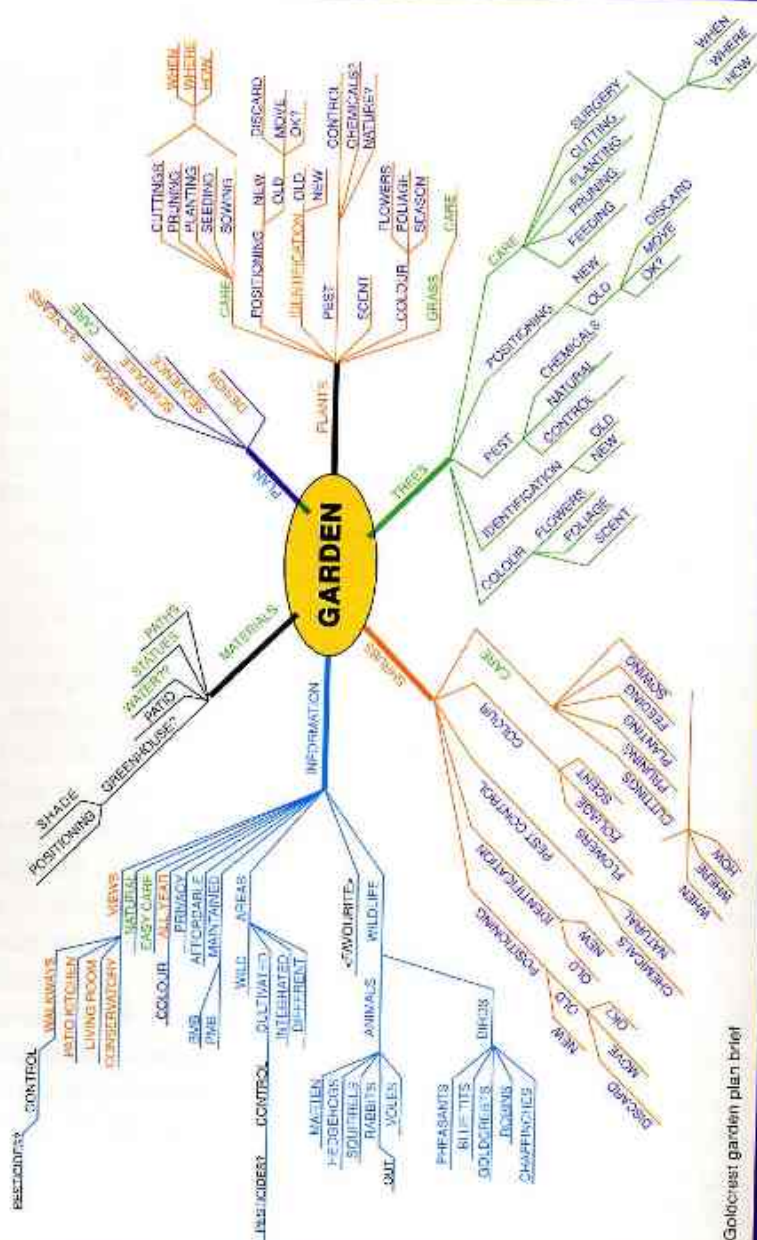 GARDEN
PLAN
DESIGN
SEQUENCE
SCHEDULE
CARE
TIMESCALE
PLANTS
CARE
CUTTINGS
PRUNING
PLANTING
SEEDING
SOWING
WHEN
WHERE
HOW
POSITIONING
NEW
OLD
DISCARD
MOVE
OK?
IDENTIFICATION
OLD
NEW
PEST
CONTROL
CHEMICALS?
NATURE?
SCENT
COLOUR
FLOWERS
FOLIAGE
SEASON
GRASS
CARE
TREES
CARE
SURGERY
CUTTING
PLANTING
PRUNING
FEEDING
WHEN
WHERE
HOW
POSITIONING
NEW
OLD
DISCARD
MOVE
OK?
PEST
CHEMICALS
NATURAL
CONTROL
IDENTIFICATION
OLD
NEW
COLOUR
FLOWERS
FOLIAGE
SCENT
SHRUBS
CARE
SOWING
FEEDING
PLANTING
PRUNING
CUTTINGS
WHEN
WHERE
HOW
COLOUR
SCENT
FOLIAGE
FLOWERS
PEST CONTROL
NATURAL
CHEMICALS
IDENTIFICATION
NEW
OLD
POSITIONING
NEW
OLD
OK?
MOVE
DISCARD
INFORMATION
VIEWS
WALKWAYS
CONTROL
PESTICIDES?
PATIO KITCHEN
LIVING ROOM
CONSERVATORY
NATURAL
EASY CARE
ALL YEAR
COLOUR
PRIVACY
AFFORDABLE
MAINTAINED
PMB
AREAS
WILD
CULTIVATED
CONTROL
PESTICIDES?
INTEGRATED
DIFFERENT
WILDLIFE
<FAVOURITE>
ANIMALS
MARTEN
HEDGEHOGS
SQUIRRELS
RABBITS
VOLES
OUT
BIRDS
PHEASANTS
BLUE TITS
GOLDCRESTS
ROBINS
CHAFFINCHES
MATERIALS
PATHS
STATUES
WATER??
PATIO
GREENHOUSE?
SHADE
POSITIONING
Goldcrest garden plan brief